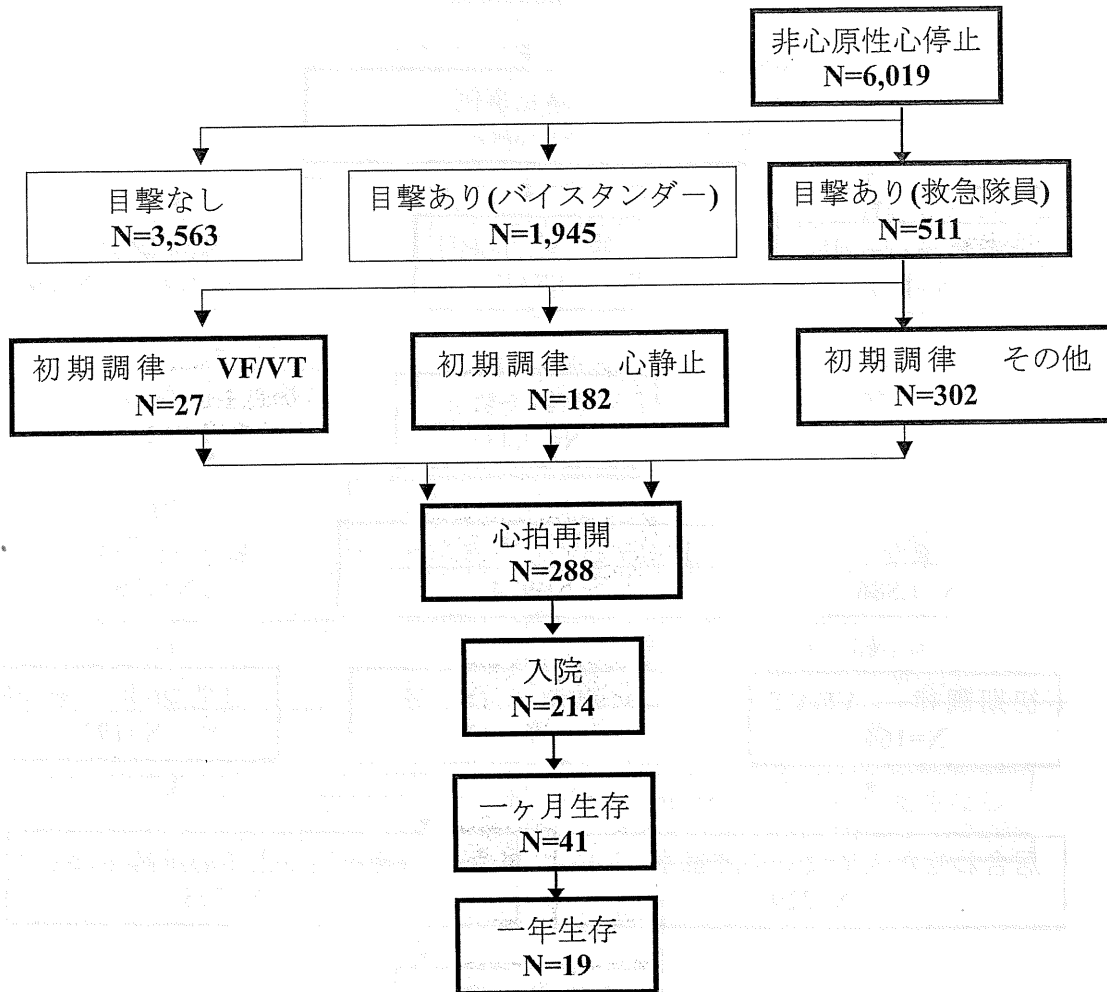 非心原性心停止
N=6,019
目撃なし
N=3,563
目撃あり(バイスタンダー)
N=1,945
目撃あり(救急隊員)
N=511
初期調律 VF/VT
N=27
初期調律 心静止
N=182
初期調律 その他
N=302
心拍再開
N=288
入院
N=214
一ヶ月生存
N=41
一年生存
N=19